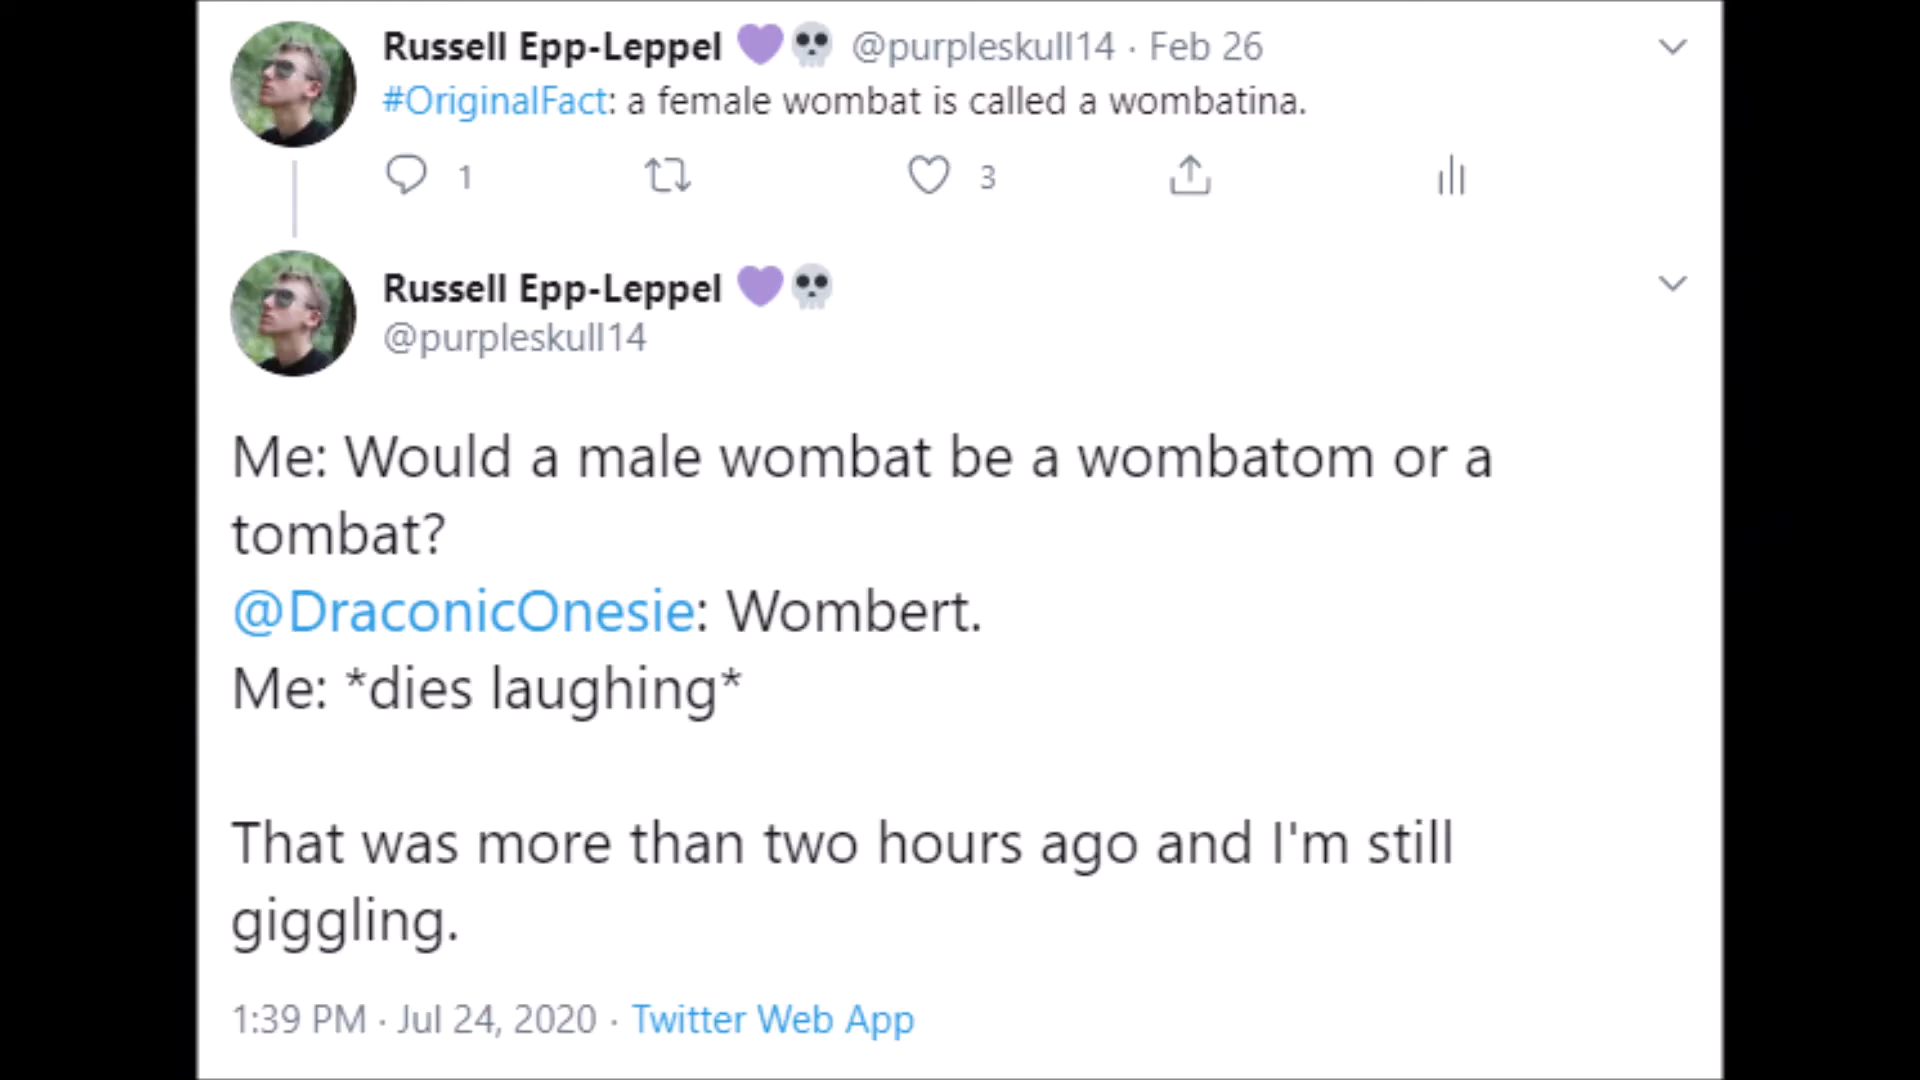 Russell Epp-Leppel 💜💀 @purpleskull14 · Feb 26
#OriginalFact: a female wombat is called a wombatina.
1 3
Russell Epp-Leppel 💜💀
@purpleskull14
Me: Would a male wombat be a wombatom or a
tombat?
@DraconicOnesie: Wombert.
Me: *dies laughing*
That was more than two hours ago and I'm still
giggling.
1:39 PM · Jul 24, 2020 · Twitter Web App